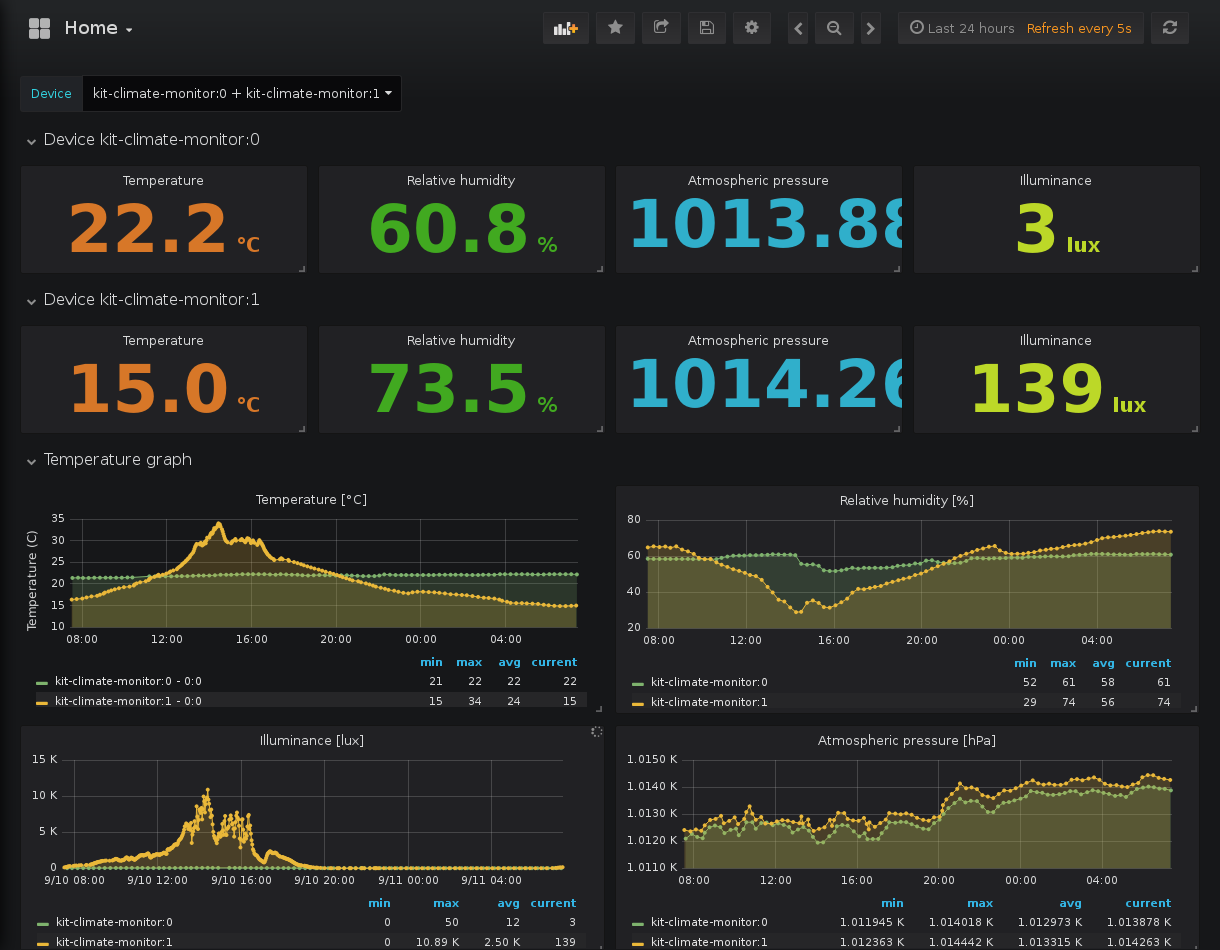 Home
Last 24 hours Refresh every 5s
Device kit-climate-monitor:0 + kit-climate-monitor:1
Device kit-climate-monitor:0
Temperature Relative humidity Atmospheric pressure Illuminance
22.2 °C 60.8 % 1013.88 3 lux
Device kit-climate-monitor:1
Temperature Relative humidity Atmospheric pressure Illuminance
15.0 °C 73.5 % 1014.26 139 lux
Temperature graph
Temperature [°C]
Temperature (C)
35
30
25
20
15
10
08:00 12:00 16:00 20:00 00:00 04:00
min max avg current
kit-climate-monitor:0 - 0:0 21 22 22 22
kit-climate-monitor:1 - 0:0 15 34 24 15
Relative humidity [%]
80
60
40
20
08:00 12:00 16:00 20:00 00:00 04:00
min max avg current
kit-climate-monitor:0 52 61 58 61
kit-climate-monitor:1 29 74 56 74
Illuminance [lux]
15 K
10 K
5 K
0
9/10 08:00 9/10 12:00 9/10 16:00 9/10 20:00 9/11 00:00 9/11 04:00
min max avg current
kit-climate-monitor:0 0 50 12 3
kit-climate-monitor:1 0 10.89 K 2.50 K 139
Atmospheric pressure [hPa]
1.0150 K
1.0140 K
1.0130 K
1.0120 K
1.0110 K
08:00 12:00 16:00 20:00 00:00 04:00
min max avg current
kit-climate-monitor:0 1.011945 K 1.014018 K 1.012973 K 1.013878 K
kit-climate-monitor:1 1.012363 K 1.014442 K 1.013315 K 1.014263 K